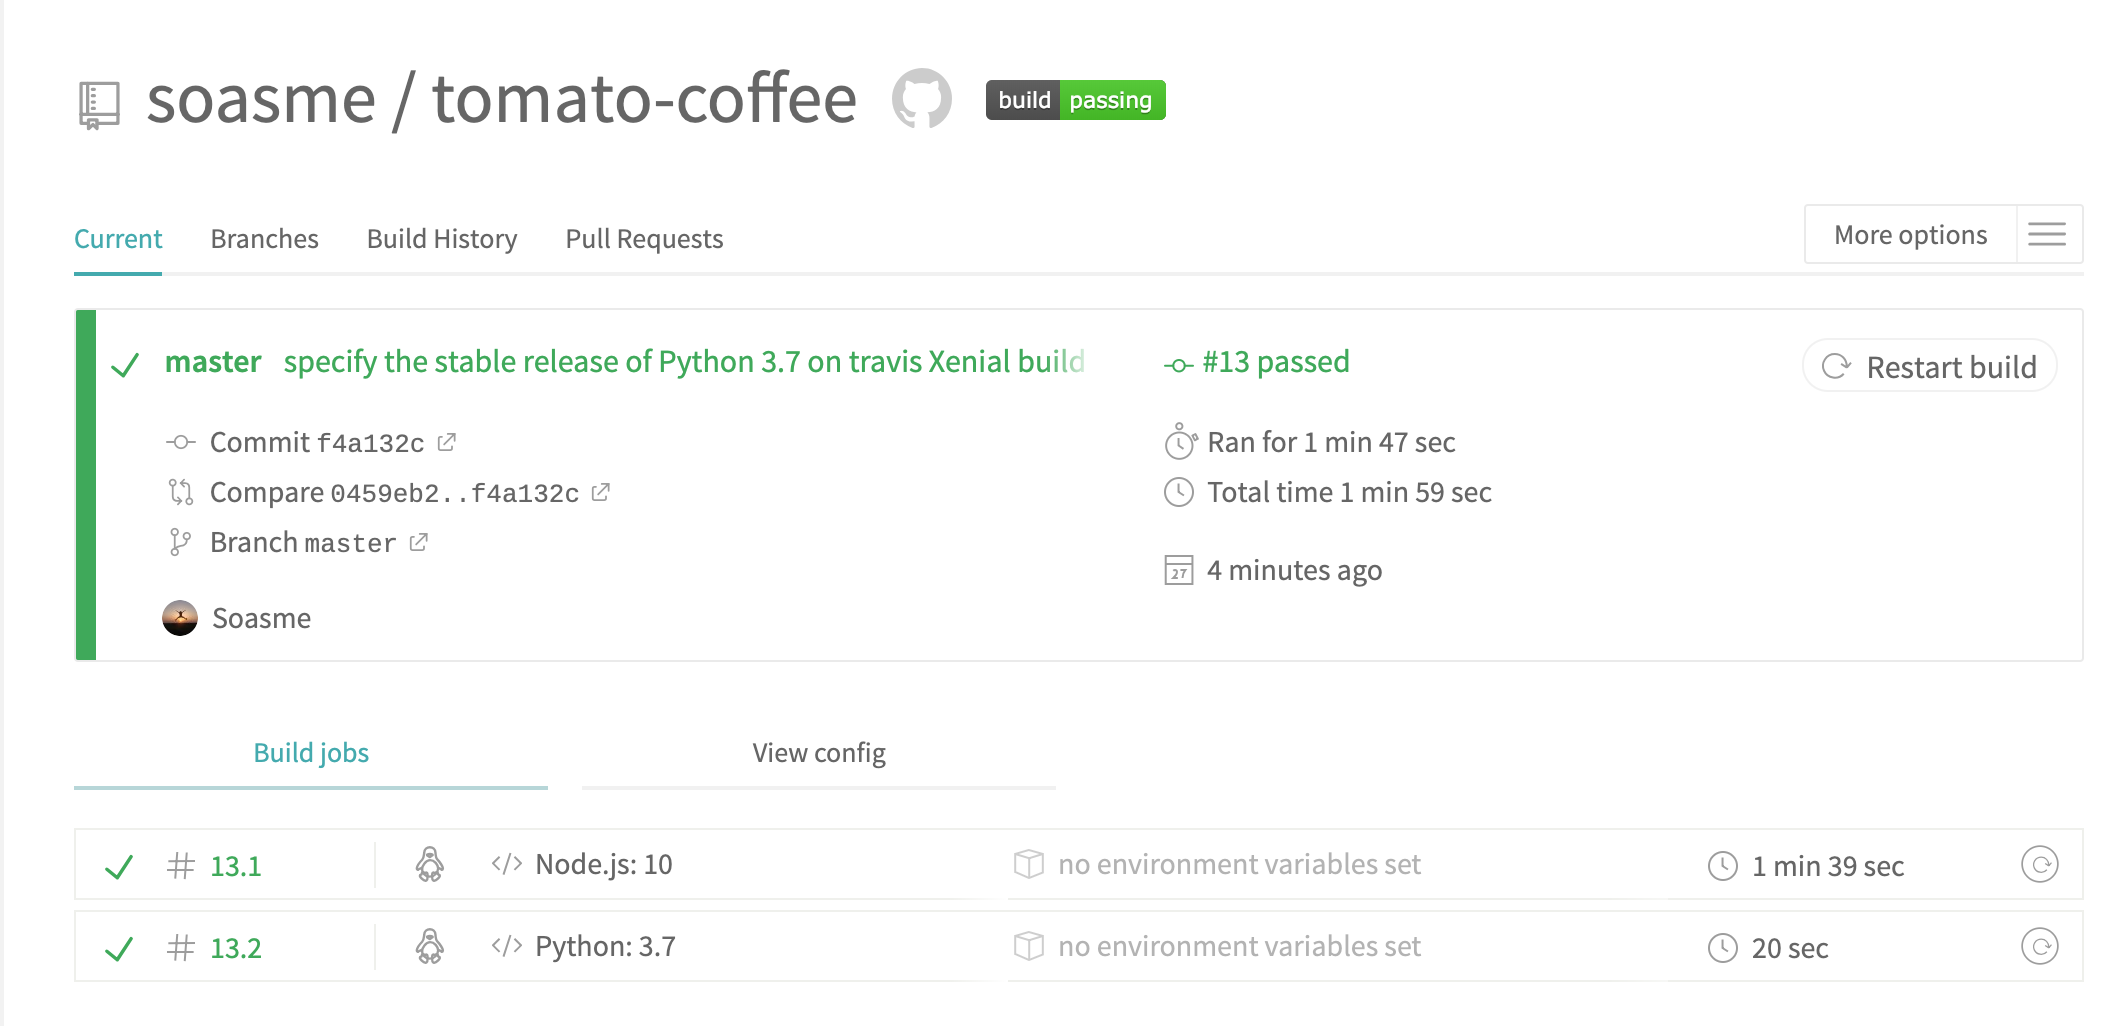 soasme / tomato-coffee build passing
Current Branches Build History Pull Requests More options
master specify the stable release of Python 3.7 on travis Xenial build
#13 passed
Restart build
Commit f4a132c
Compare 0459eb2..f4a132c
Branch master
Soasme
Ran for 1 min 47 sec
Total time 1 min 59 sec
27 4 minutes ago
Build jobs View config
# 13.1 </> Node.js: 10 no environment variables set 1 min 39 sec
# 13.2 </> Python: 3.7 no environment variables set 20 sec